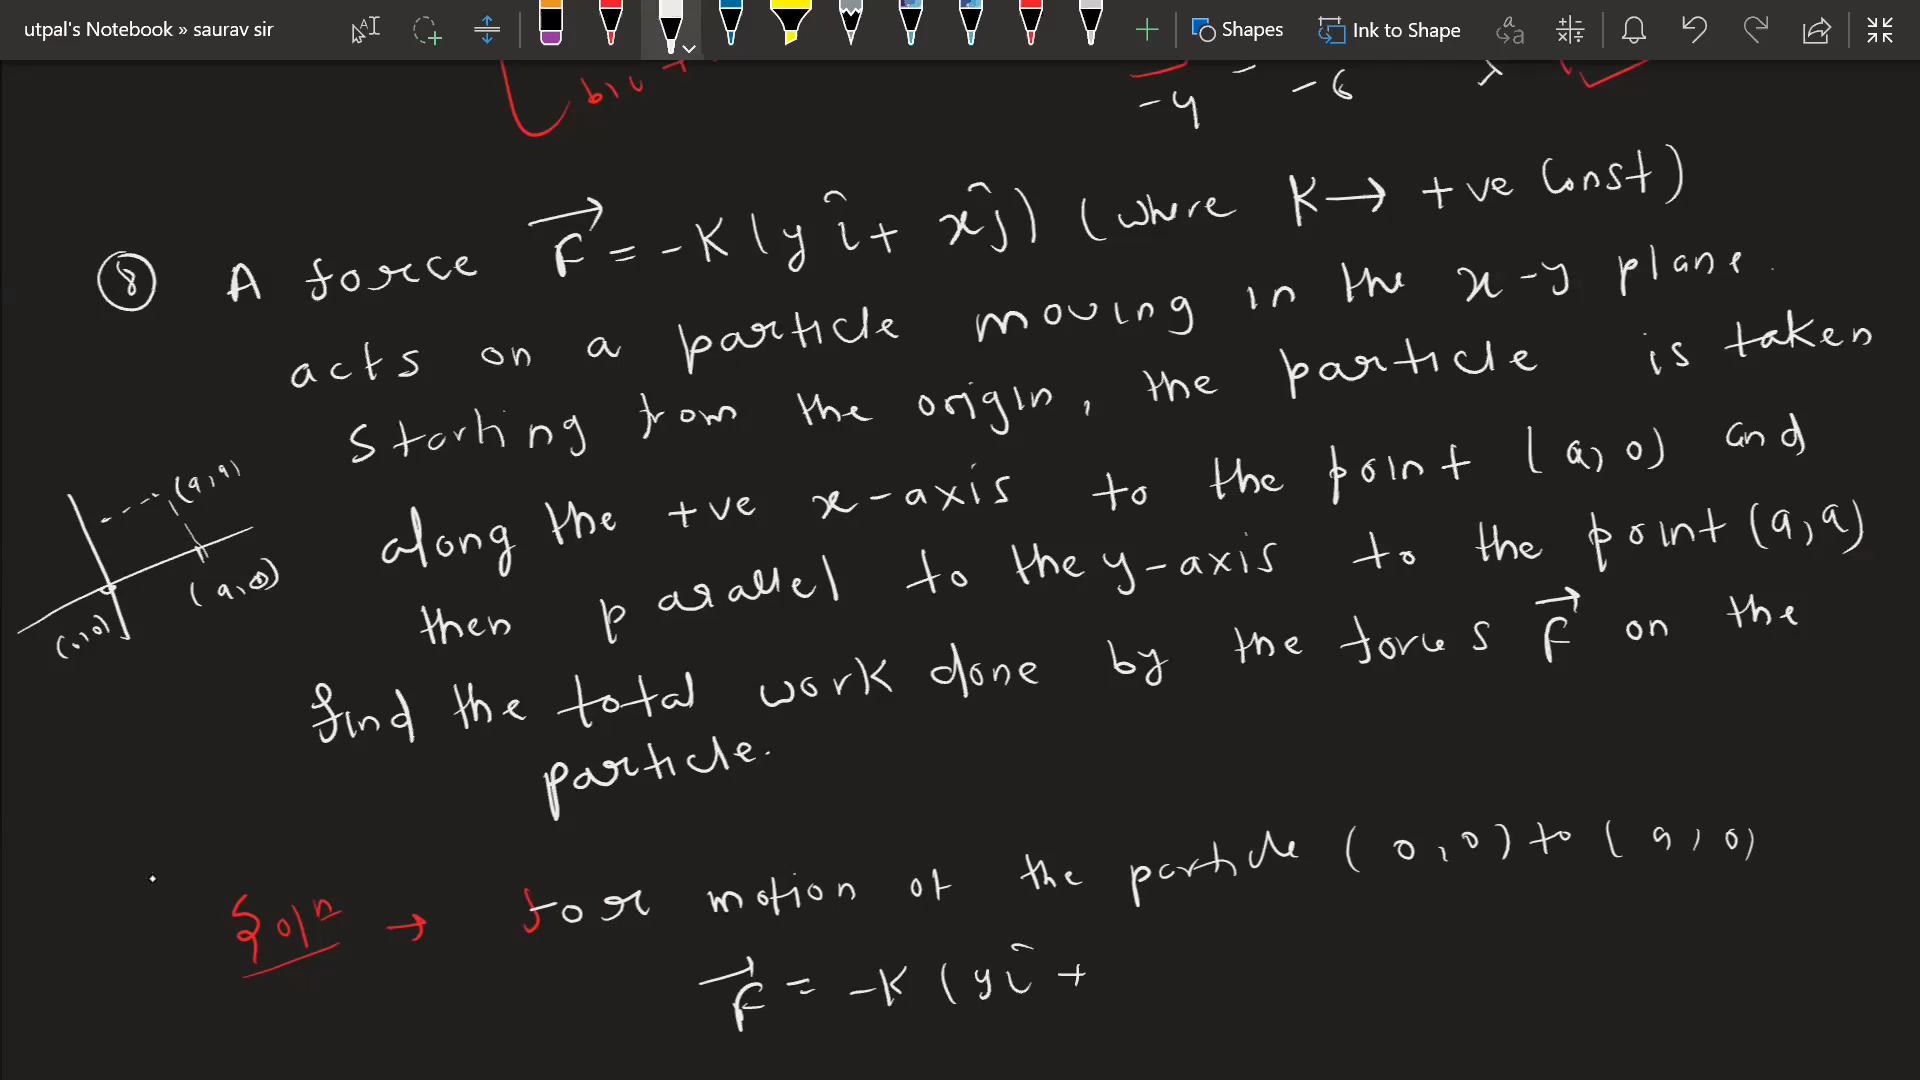 utpal's Notebook » saurav sir
Shapes
Ink to Shape
-4 = -6
⑧ A force F⃗ = -K(yî + xĵ) (where K → +ve const)
acts on a particle moving in the x-y plane.
Starting from the origin, the particle is taken
along the +ve x-axis to the point (a, 0) and
then parallel to the y-axis to the point (a, a)
find the total work done by the forces F⃗ on the
particle.
(a, a)
(a, 0)
(0, 0)
Solⁿ → for motion of the particle (0, 0) to (a, 0)
F⃗ = -K (yî +